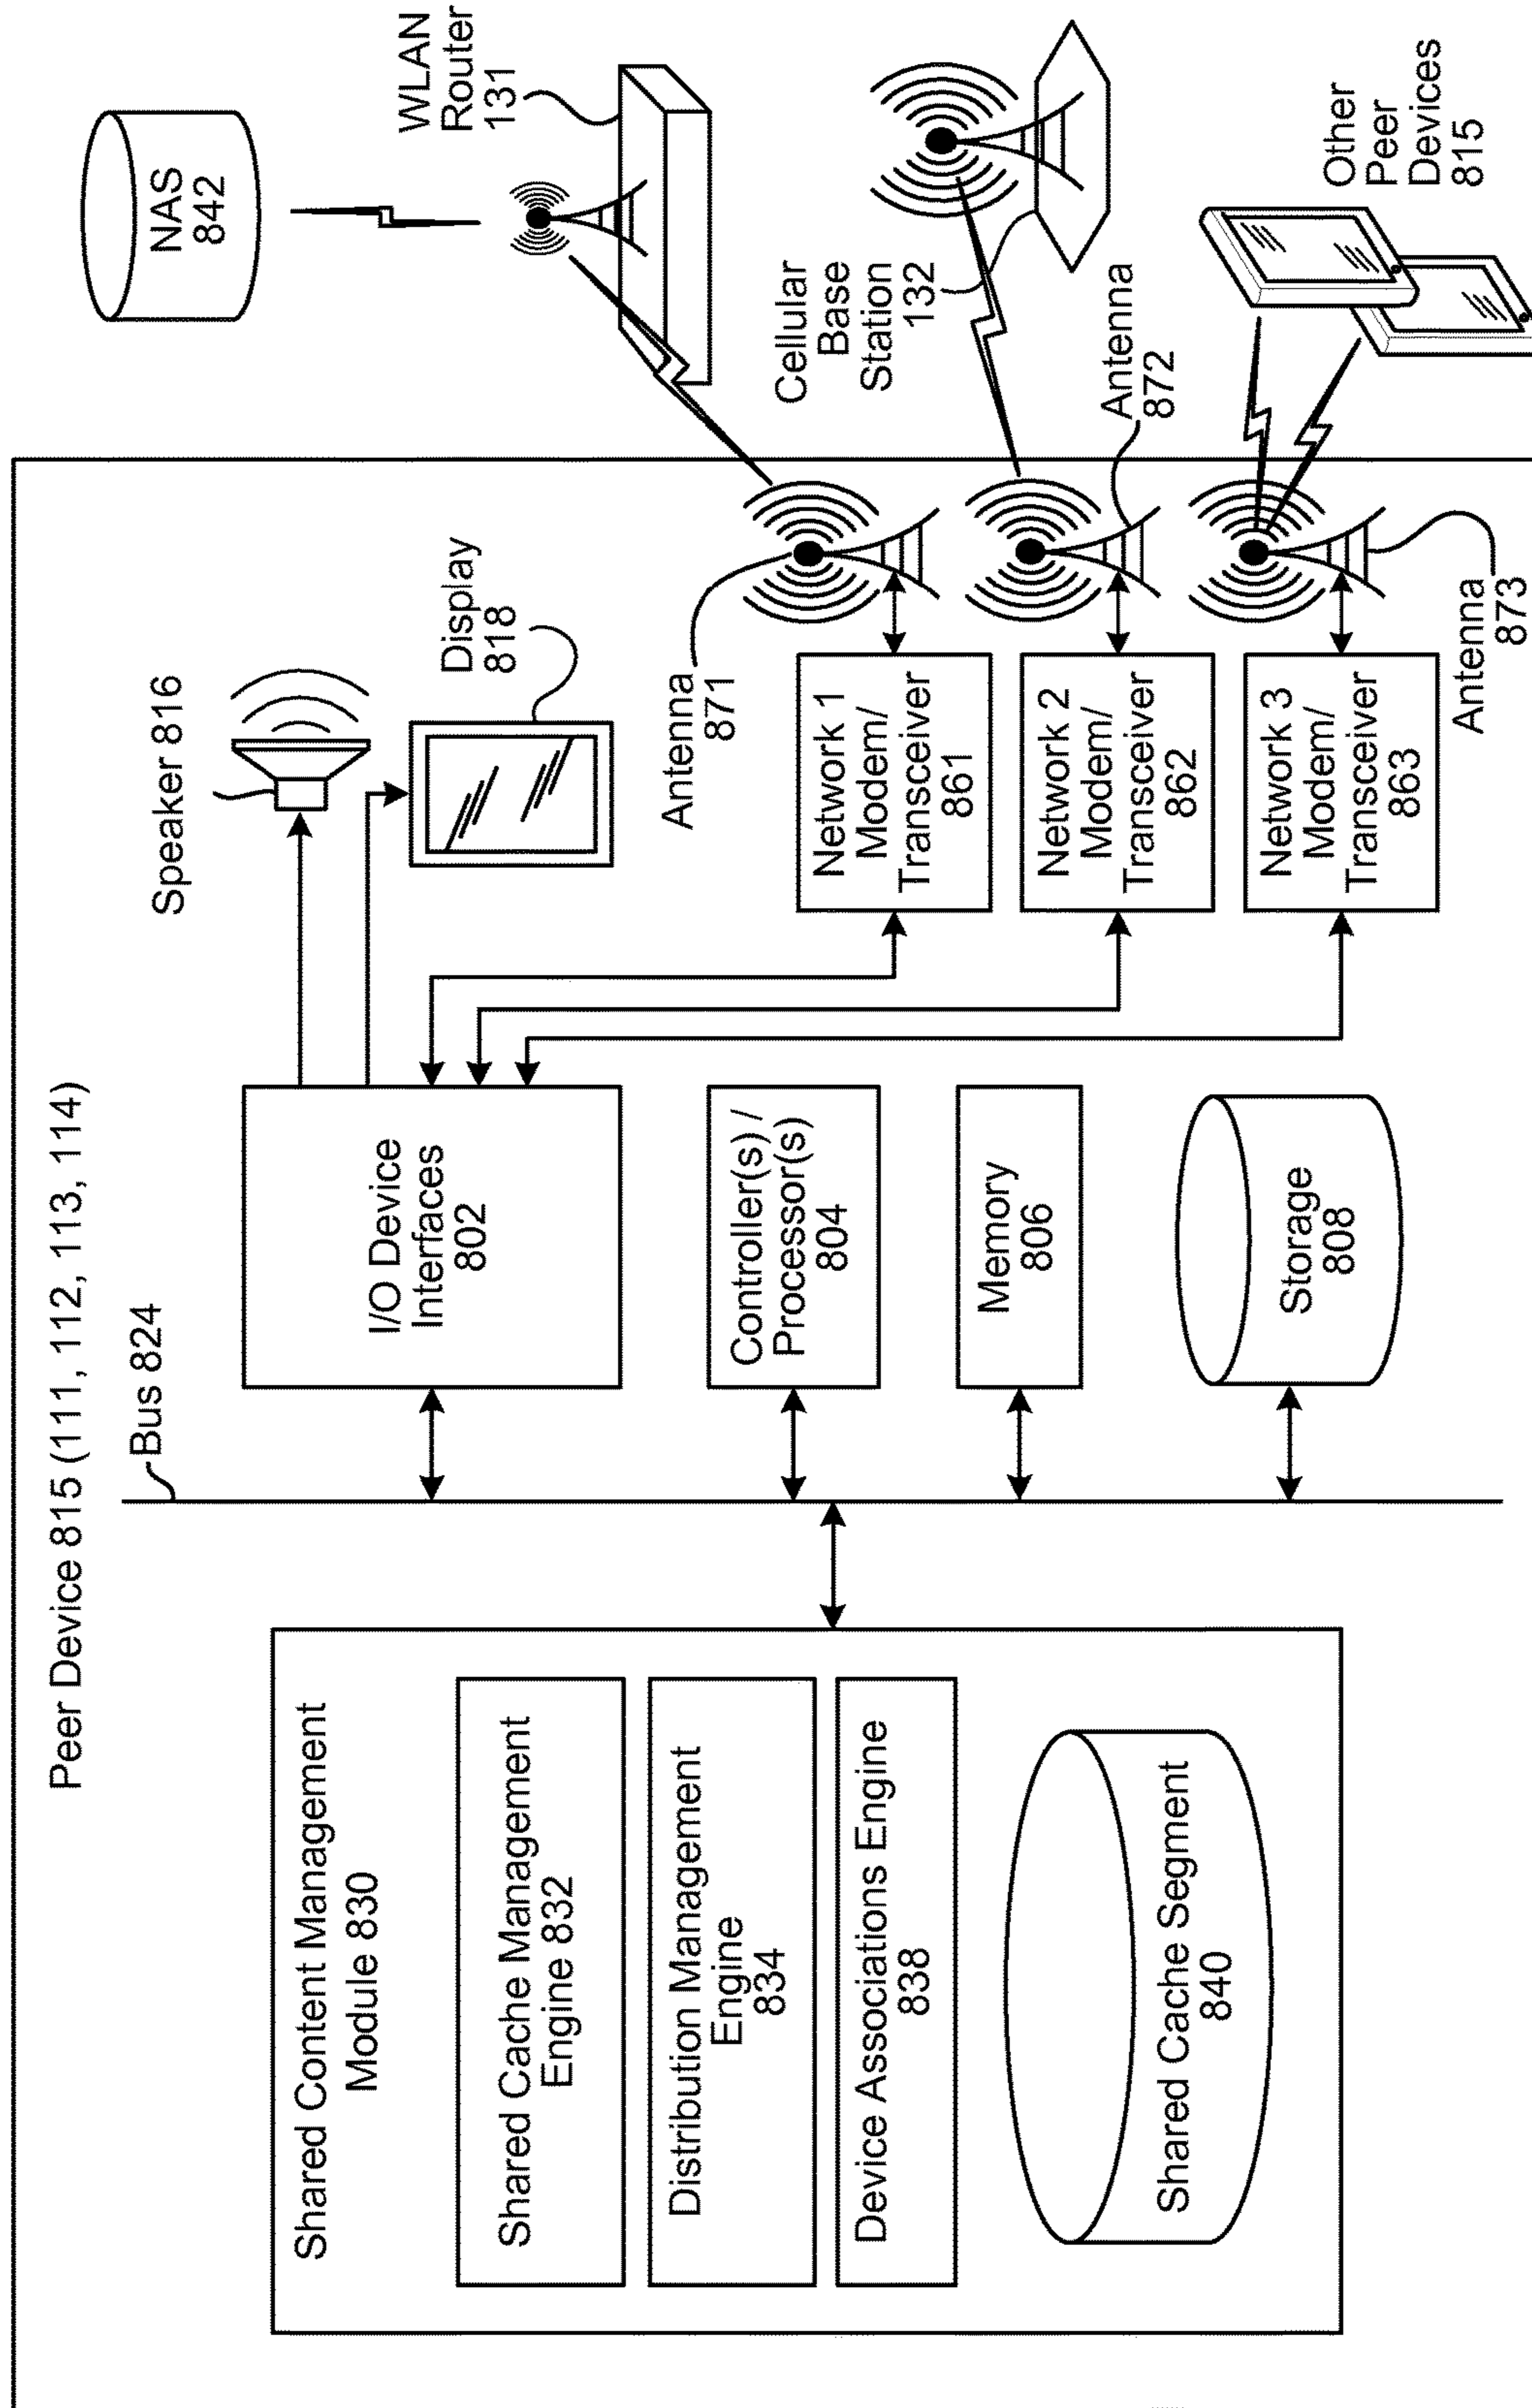 Peer Device 815 (111, 112, 113, 114)
Shared Content Management
Module 830
Shared Cache Management
Engine 832
Distribution Management
Engine
834
Device Associations Engine
838
Shared Cache Segment
840
Bus 824
I/O Device
Interfaces
802
Controller(s) /
Processor(s)
804
Memory
806
Storage
808
Speaker 816
Display
818
Antenna
871
Network 1
Modem/
Transceiver
861
Network 2
Modem/
Transceiver
862
Network 3
Modem/
Transceiver
863
Antenna
872
Antenna
873
NAS
842
WLAN
Router
131
Cellular
Base
Station
132
Other
Peer
Devices
815